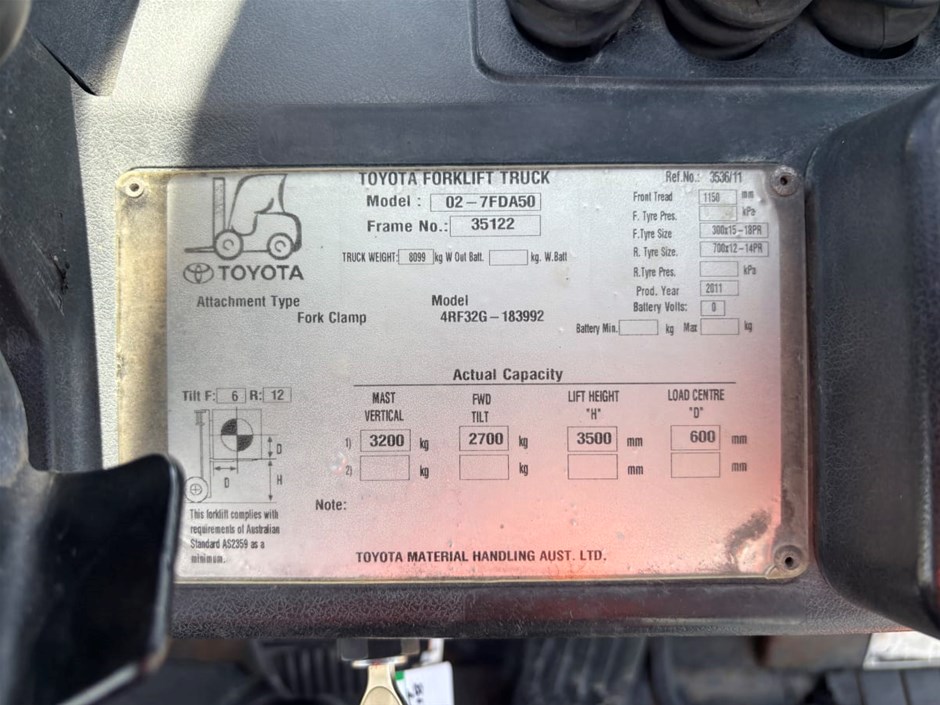 TOYOTA FORKLIFT TRUCK
Ref.No.: 3536/11
Model : 02-7FDA50
Frame No.: 35122
TRUCK WEIGHT: 8099 kg W Out Batt. kg. W.Batt
Front Tread 1150 mm
F. Tyre Pres. kPa
F.Tyre Size 300x15-18PR
R. Tyre Size. 700x12-14PR
R.Tyre Pres. kPa
Prod. Year 2011
Battery Volts: 0
Battery Min. kg Max kg
TOYOTA
Attachment Type
Fork Clamp
Model
4RF32G-183992
Actual Capacity
MAST VERTICAL
FWD TILT
LIFT HEIGHT "H"
LOAD CENTRE "D"
1) 3200 kg 2700 kg 3500 mm 600 mm
2) kg kg mm mm
Tilt F: 6 R: 12
D
D
H
Note:
This forklift complies with
requirements of Australian
Standard AS2359 as a
minimum.
TOYOTA MATERIAL HANDLING AUST. LTD.